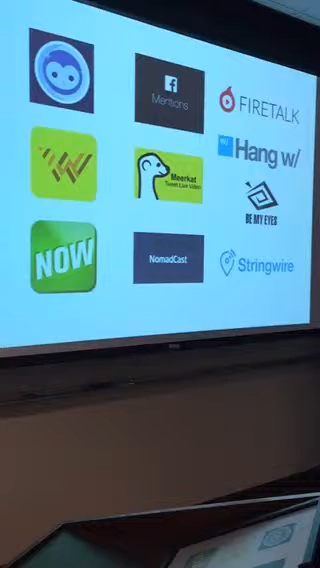 Mentions
FIRETALK
W/
Hang w/
Meerkat
Tweet Live Video
BE MY EYES
NOW
NomadCast
Stringwire